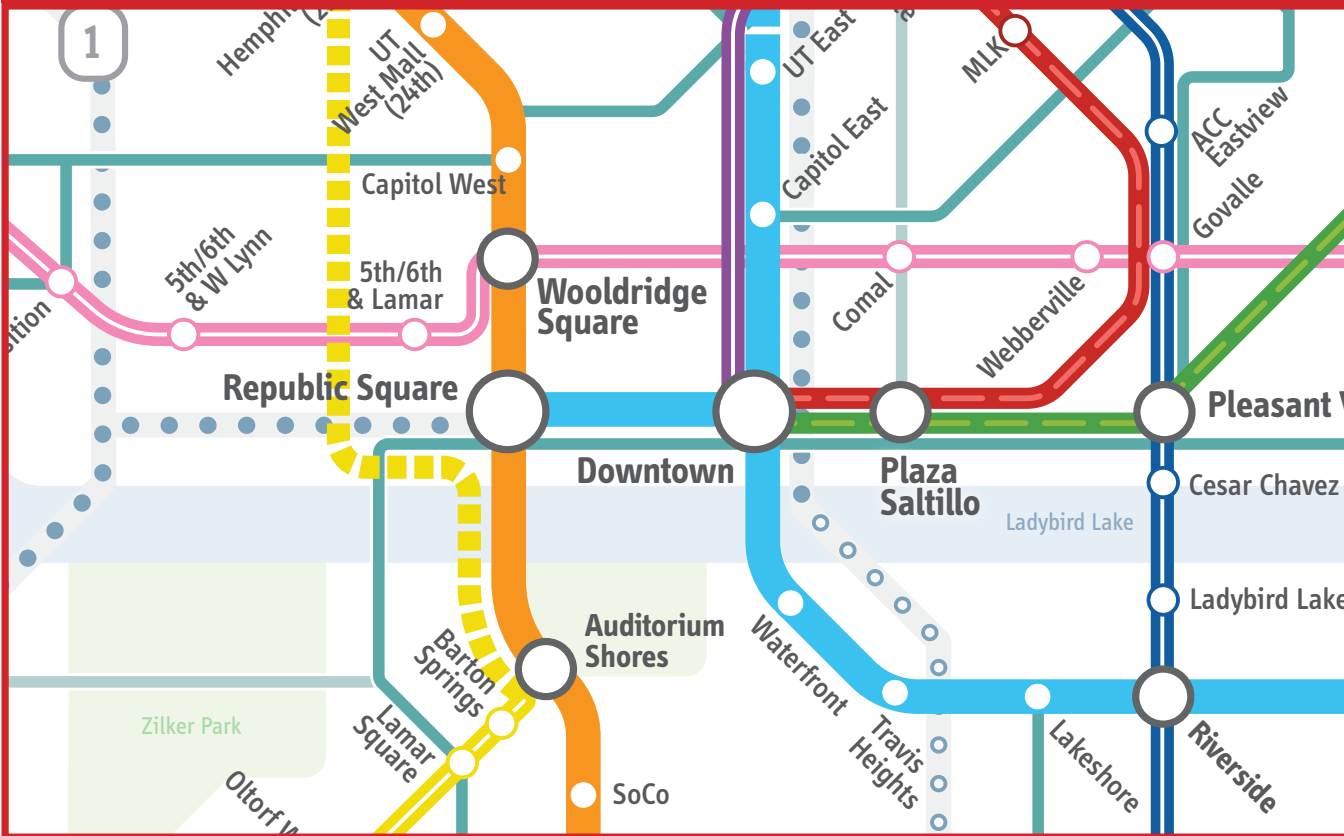 1
UT
West Mall
(24th)
UT East
MLK
ACC
Eastview
Capitol East
Capitol West
Govalle
5th/6th
& W Lynn
5th/6th
& Lamar
Wooldridge
Square
Comal
Webberville
Republic Square
Pleasant
Downtown
Plaza
Saltillo
Cesar Chavez
Ladybird Lake
Ladybird Lake
Auditorium
Shores
Barton
Springs
Waterfront
Zilker Park
Lamar
Square
Travis
Heights
Lakeshore
Riverside
Oltorf
SoCo